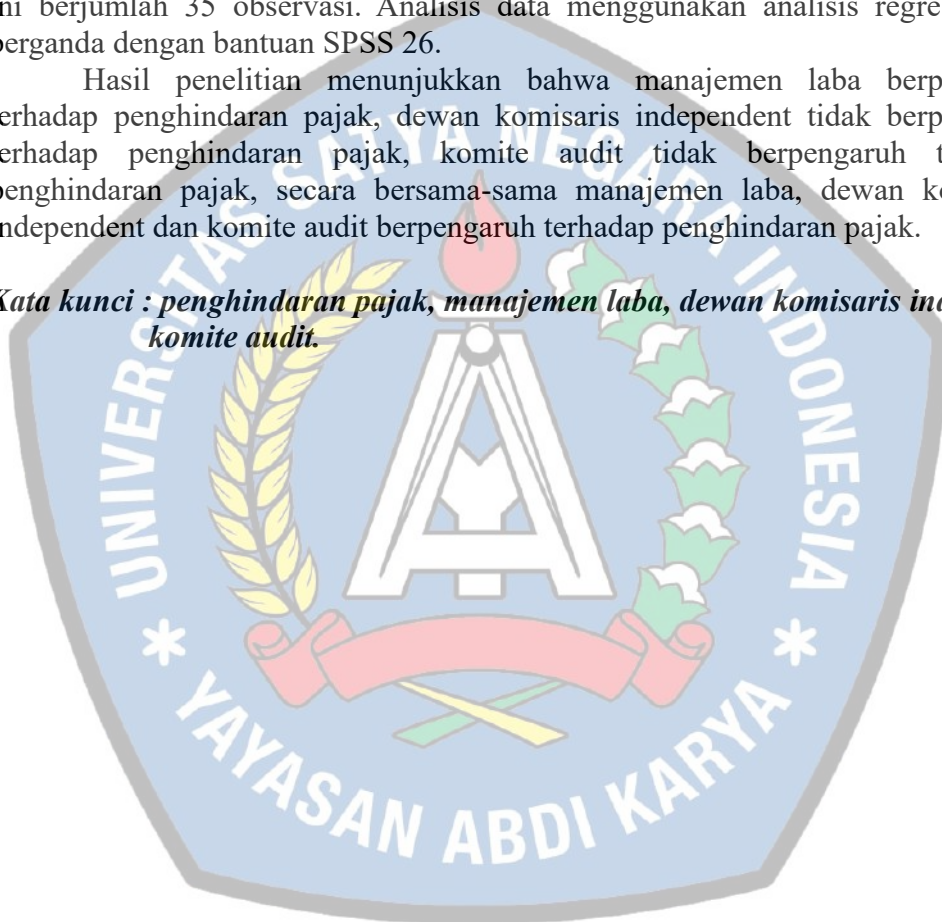 ini berjumlah 35 observasi. Analisis data menggunakan analisis regre
berganda dengan bantuan SPSS 26.
Hasil penelitian menunjukkan bahwa manajemen laba berp
terhadap penghindaran pajak, dewan komisaris independent tidak berp
terhadap penghindaran pajak, komite audit tidak berpengaruh t
penghindaran pajak, secara bersama-sama manajemen laba, dewan ko
independent dan komite audit berpengaruh terhadap penghindaran pajak.
Kata kunci : penghindaran pajak, manajemen laba, dewan komisaris ind
komite audit.
UNIVERSITAS SATYA NEGARA INDONESIA
* YAYASAN ABDI KARYA *